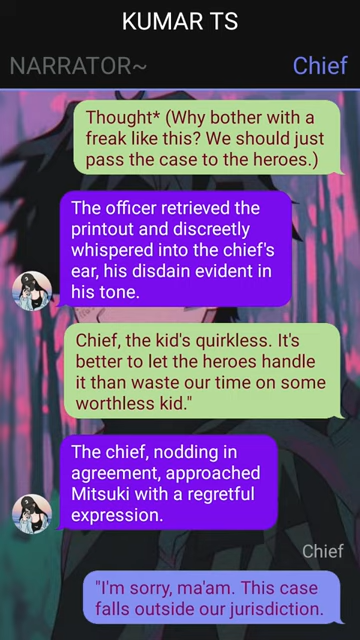 KUMAR TS
NARRATOR~
Chief
Thought* (Why bother with a
freak like this? We should just
pass the case to the heroes.)
The officer retrieved the
printout and discreetly
whispered into the chief's
ear, his disdain evident in
his tone.
Chief, the kid's quirkless. It's
better to let the heroes handle
it than waste our time on some
worthless kid."
The chief, nodding in
agreement, approached
Mitsuki with a regretful
expression.
Chief
"I'm sorry, ma'am. This case
falls outside our jurisdiction.